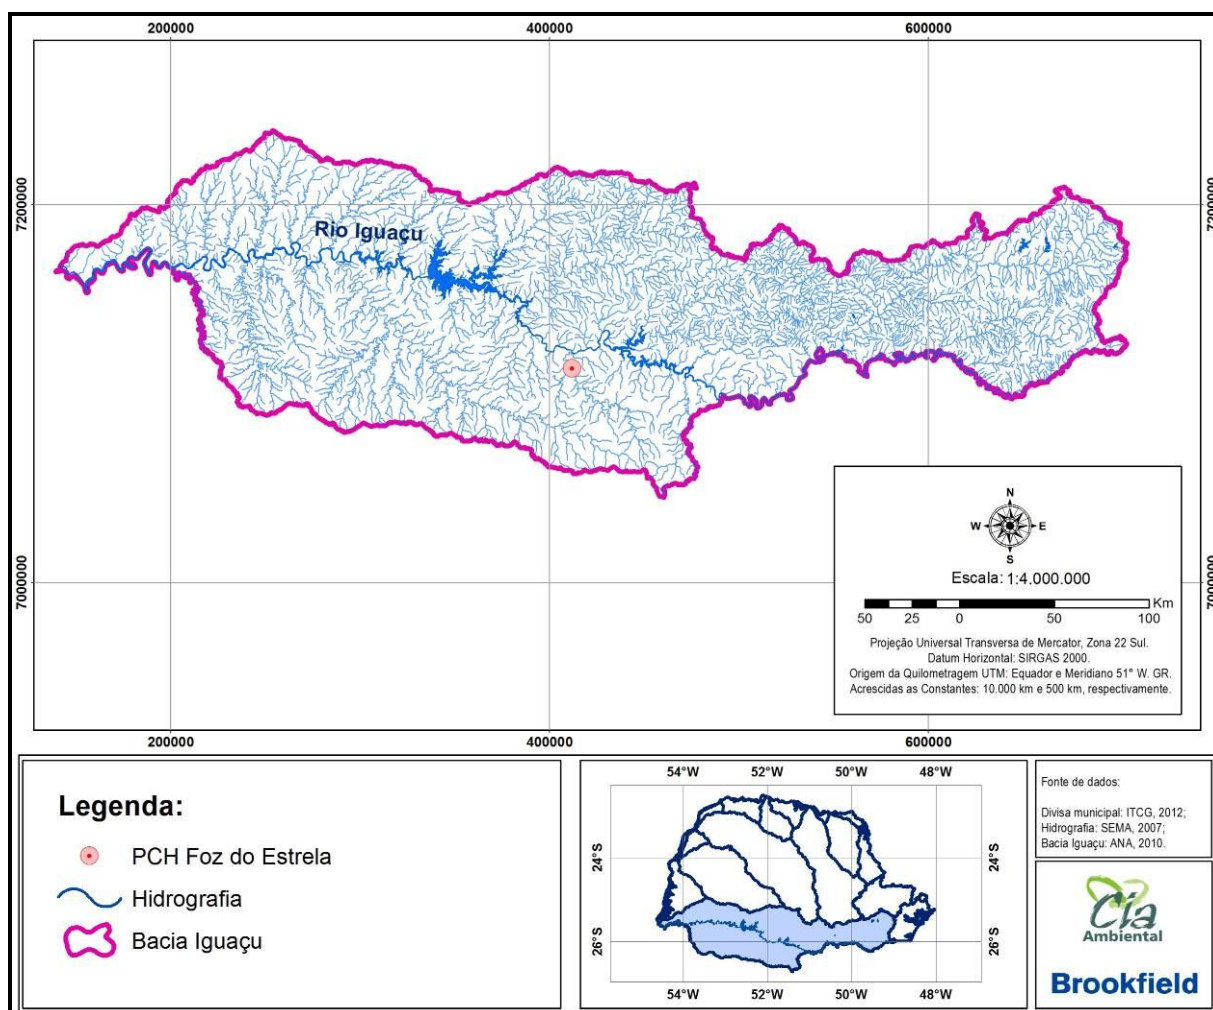 200000 400000 600000
7200000 7200000
Rio Iguaçu
N
W E
S
Escala: 1:4.000.000
Km
50 25 0 50 100
Projeção Universal Transversa de Mercator, Zona 22 Sul.
Datum Horizontal: SIRGAS 2000.
Origem da Quilometragem UTM: Equador e Meridiano 51° W. GR.
Acrescidas as Constantes: 10.000 km e 500 km, respectivamente.
7000000 7000000
200000 400000 600000
Legenda:
PCH Foz do Estrela
Hidrografia
Bacia Iguaçu
54°W 52°W 50°W 48°W
24°S 24°S
26°S 26°S
54°W 52°W 50°W 48°W
Fonte de dados:
Divisa municipal: ITCG, 2012;
Hidrografia: SEMA, 2007;
Bacia Iguaçu: ANA, 2010.
Cia
Ambiental
Brookfield